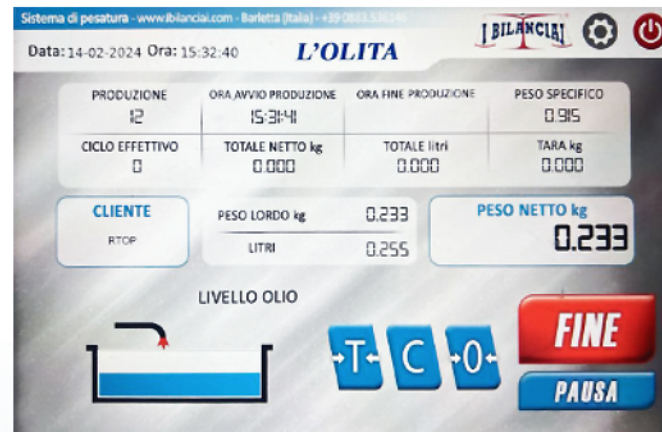 Sistema di pesatura - www.ibilanciai.com - Barletta (Italia) - +39 0883.536146
I BILANCIAI
Data: 14-02-2024 Ora: 15:32:40
L'OLITA
PRODUZIONE ORA AVVIO PRODUZIONE ORA FINE PRODUZIONE PESO SPECIFICO
12 15:31:41 0.915
CICLO EFFETTIVO TOTALE NETTO kg TOTALE litri TARA kg
0 0.000 0.000 0.000
CLIENTE
RTOP
PESO LORDO kg 0.233
LITRI 0.255
PESO NETTO kg
0.233
LIVELLO OLIO
→T← C →0←
FINE
PAUSA